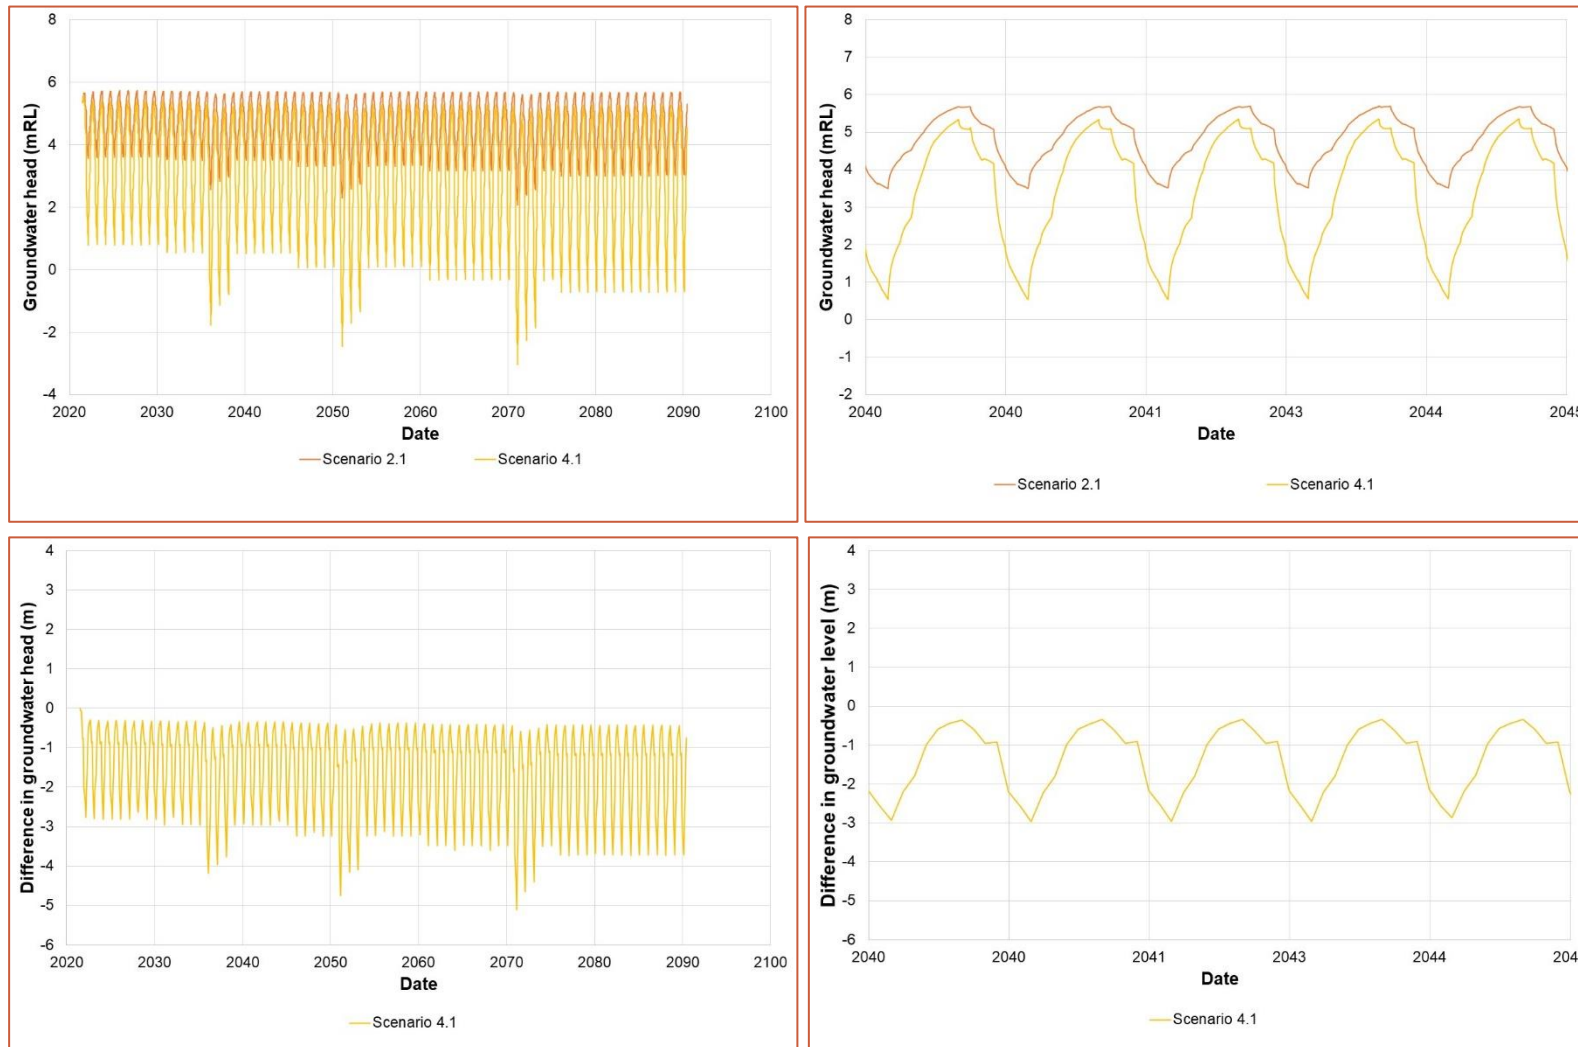 8
6
4
2
0
-2
-4
Groundwater head (mRL)
2020 2030 2040 2050 2060 2070 2080 2090 2100
Date
Scenario 2.1 Scenario 4.1
8
7
6
5
4
3
2
1
0
-1
-2
Groundwater head (mRL)
2040 2040 2041 2043 2044 2045
Date
Scenario 2.1 Scenario 4.1
4
3
2
1
0
-1
-2
-3
-4
-5
-6
Difference in groundwater head (m)
2020 2030 2040 2050 2060 2070 2080 2090 2100
Date
Scenario 4.1
4
3
2
1
0
-1
-2
-3
-4
-5
-6
Difference in groundwater level (m)
2040 2040 2041 2043 2044 204
Date
Scenario 4.1